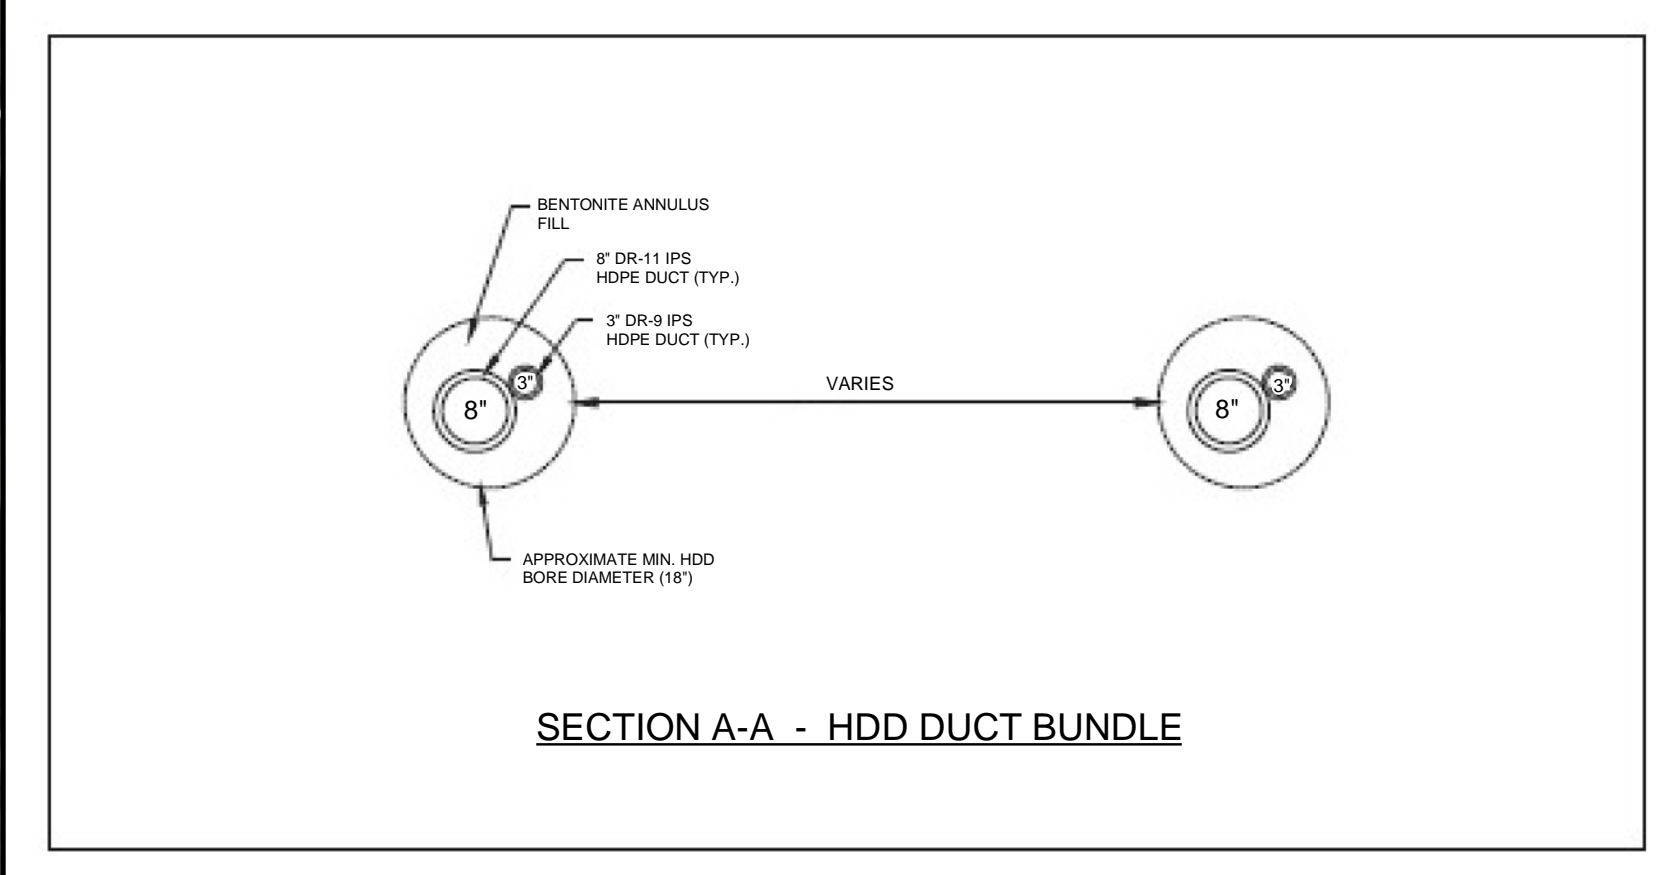 BENTONITE ANNULUS
FILL
8" DR-11 IPS
HDPE DUCT (TYP.)
3" DR-9 IPS
HDPE DUCT (TYP.)
3"
8"
VARIES
3"
8"
APPROXIMATE MIN. HDD
BORE DIAMETER (18")
SECTION A-A - HDD DUCT BUNDLE